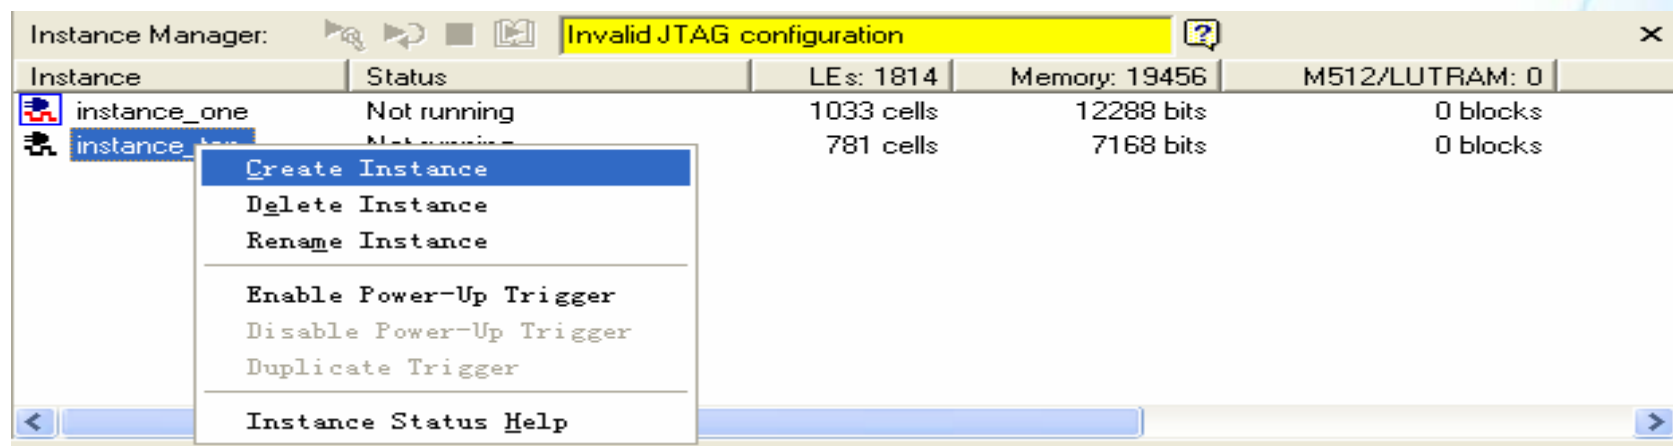 Instance Manager: Invalid JTAG configuration
Instance Status LEs: 1814 Memory: 19456 M512/LUTRAM: 0
instance_one Not running 1033 cells 12288 bits 0 blocks
781 cells 7168 bits 0 blocks
Create Instance
Delete Instance
Rename Instance
Enable Power-Up Trigger
Disable Power-Up Trigger
Duplicate Trigger
Instance Status Help